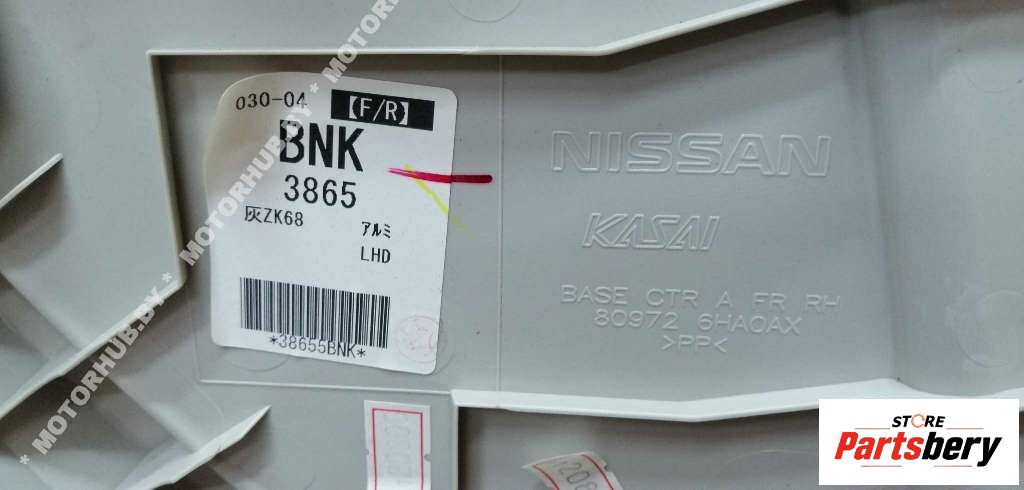 * MOTORHUB.BY * MOTORHUB.BY * MOTORHUB.BY * MOTOR
030-04 【F/R】
BNK
3865
灰ZK68 アルミ
LHD
*38655BNK*
NISSAN
KASAI
BASE CTR A FR RH
80972 6HA0AX
>PP<
STORE
Partsbery